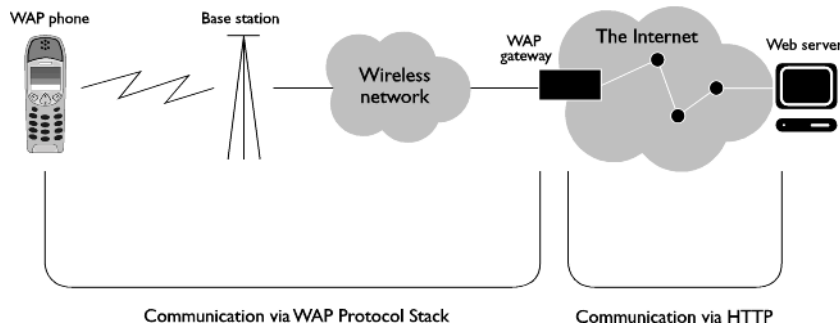 WAP phone
Base station
Wireless
network
WAP
gateway
The Internet
Web server
Communication via WAP Protocol Stack
Communication via HTTP